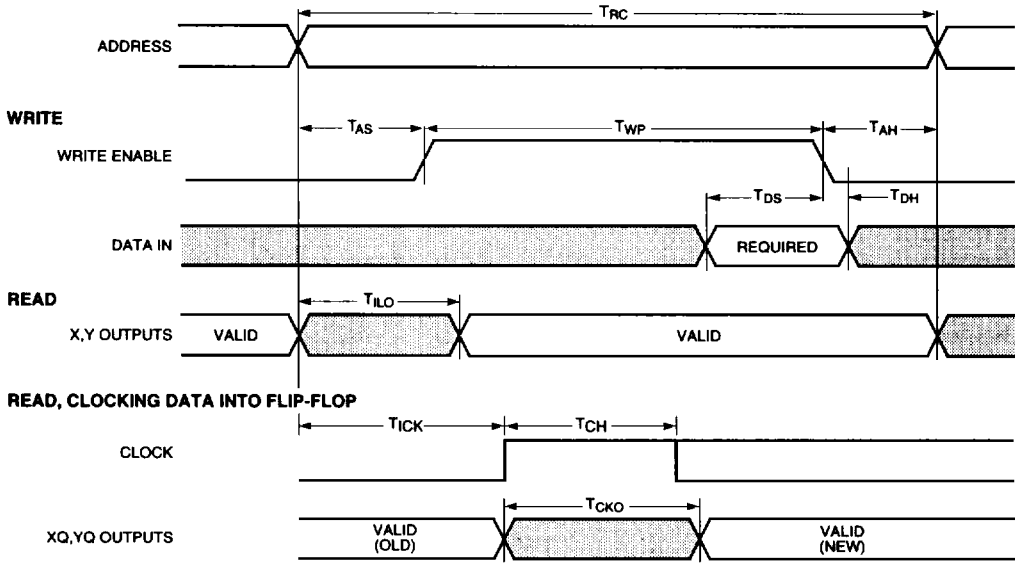 TRC
ADDRESS
WRITE
TAS
TWP
TAH
WRITE ENABLE
TDS
TDH
DATA IN
REQUIRED
READ
TILO
X,Y OUTPUTS
VALID
VALID
READ, CLOCKING DATA INTO FLIP-FLOP
TICK
TCH
CLOCK
TCKO
XQ,YQ OUTPUTS
VALID
(OLD)
VALID
(NEW)